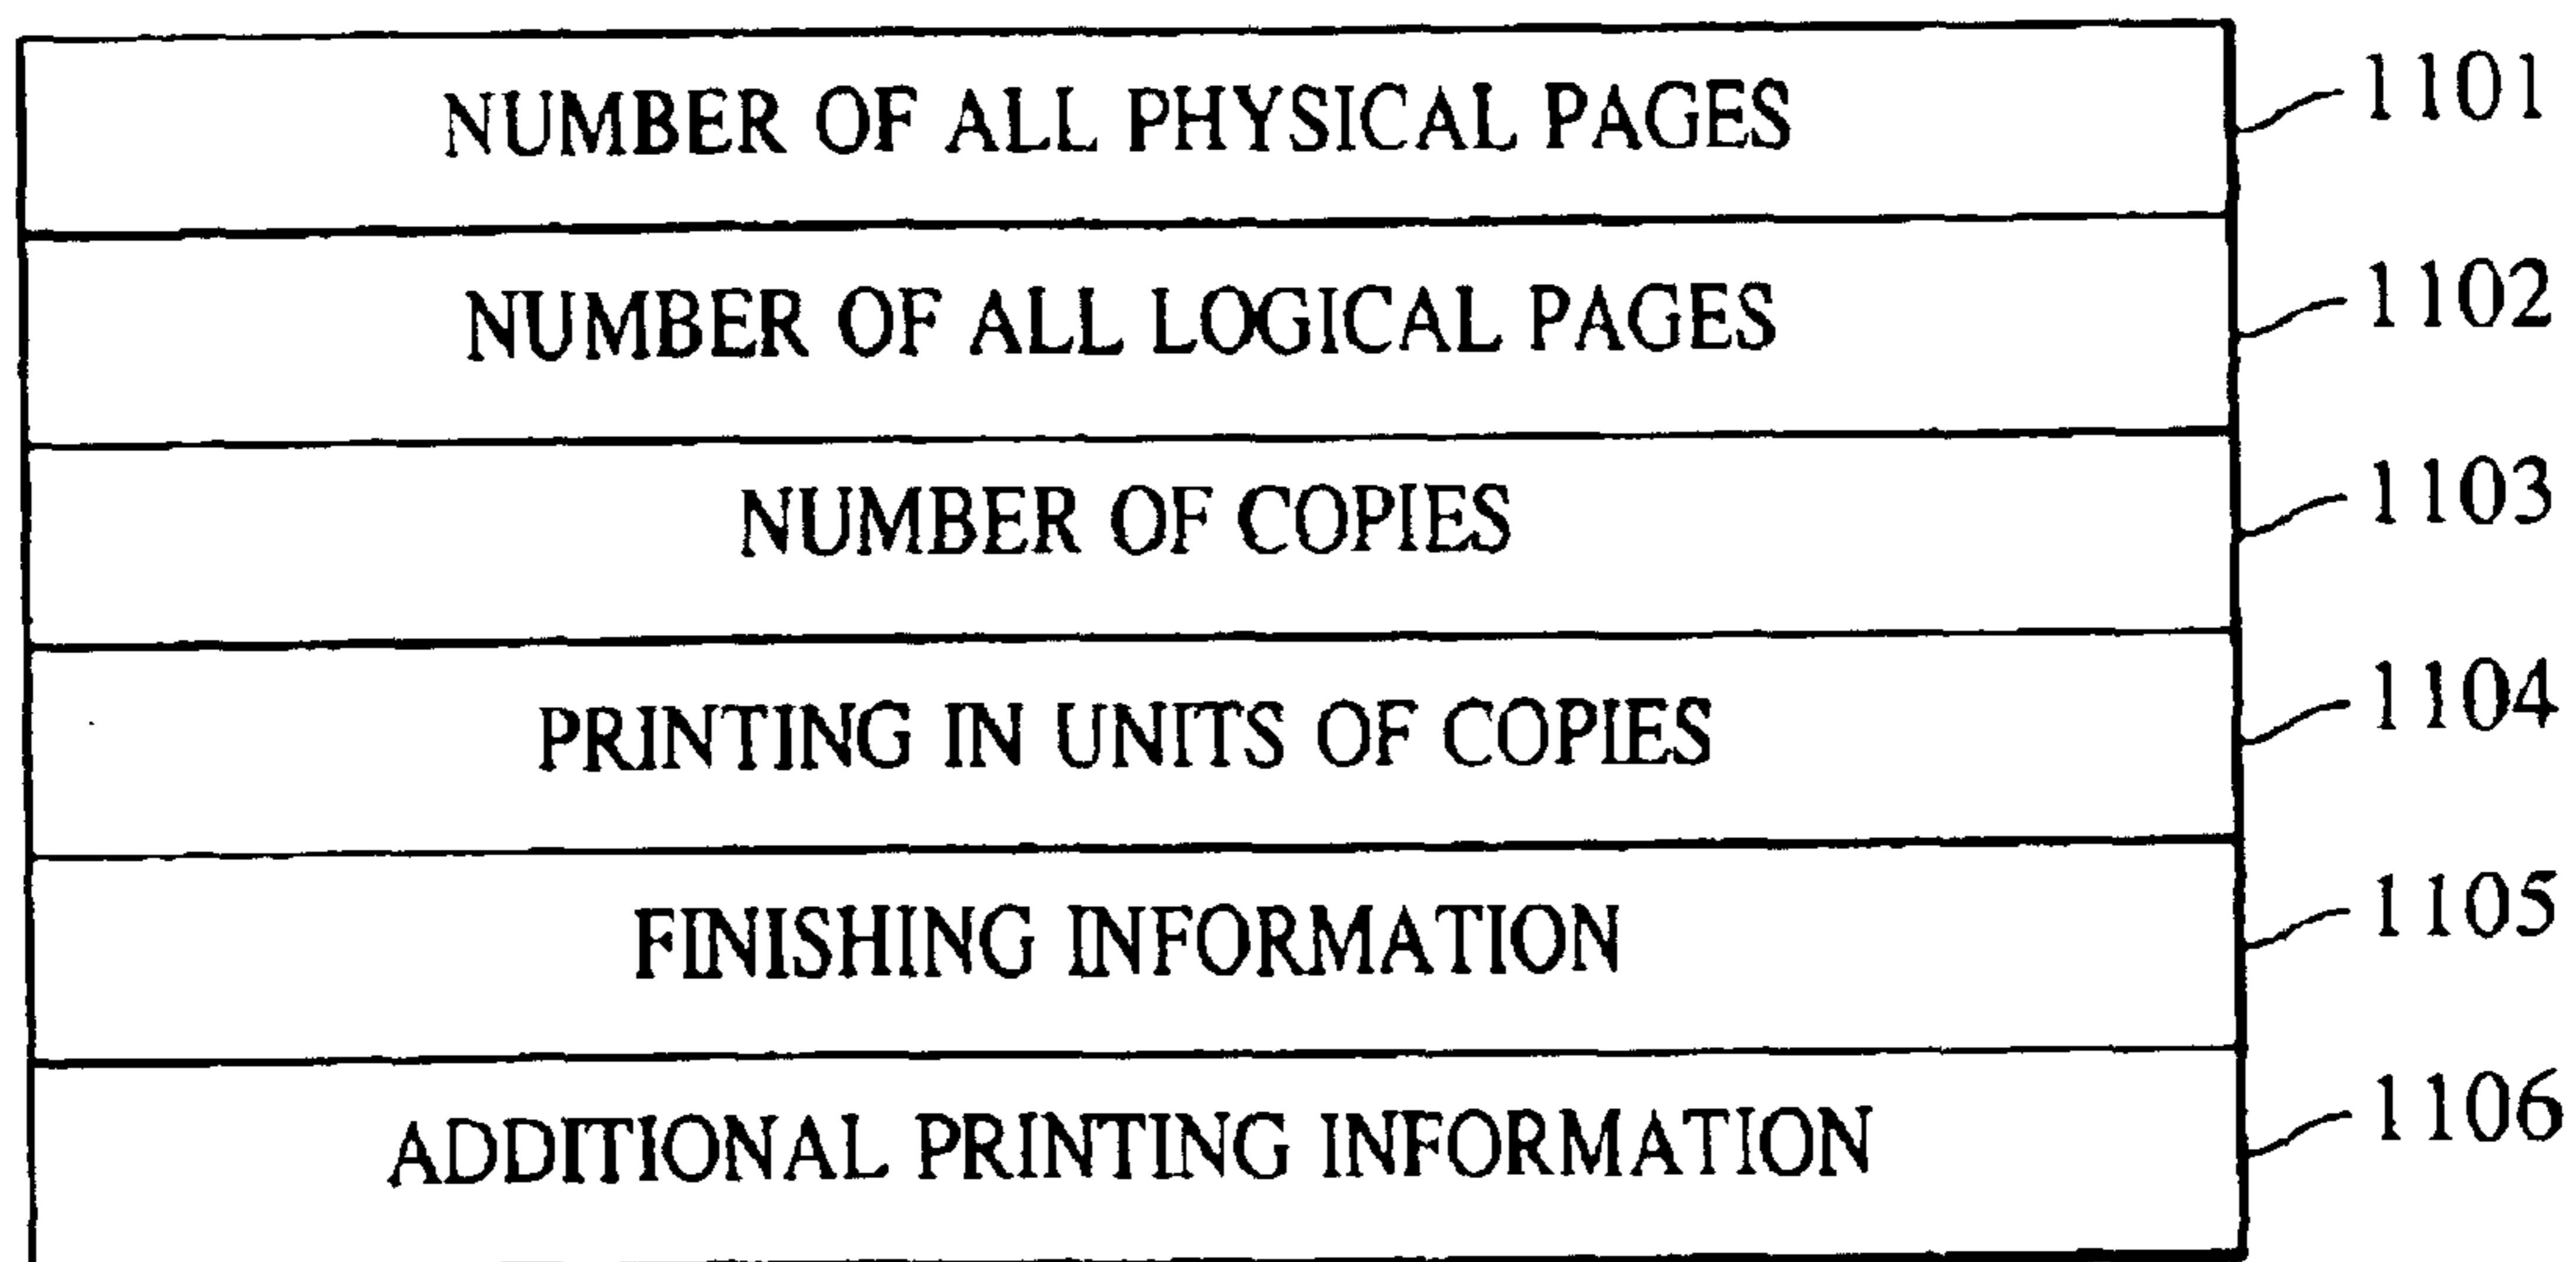 NUMBER OF ALL PHYSICAL PAGES 1101
NUMBER OF ALL LOGICAL PAGES 1102
NUMBER OF COPIES 1103
PRINTING IN UNITS OF COPIES 1104
FINISHING INFORMATION 1105
ADDITIONAL PRINTING INFORMATION 1106